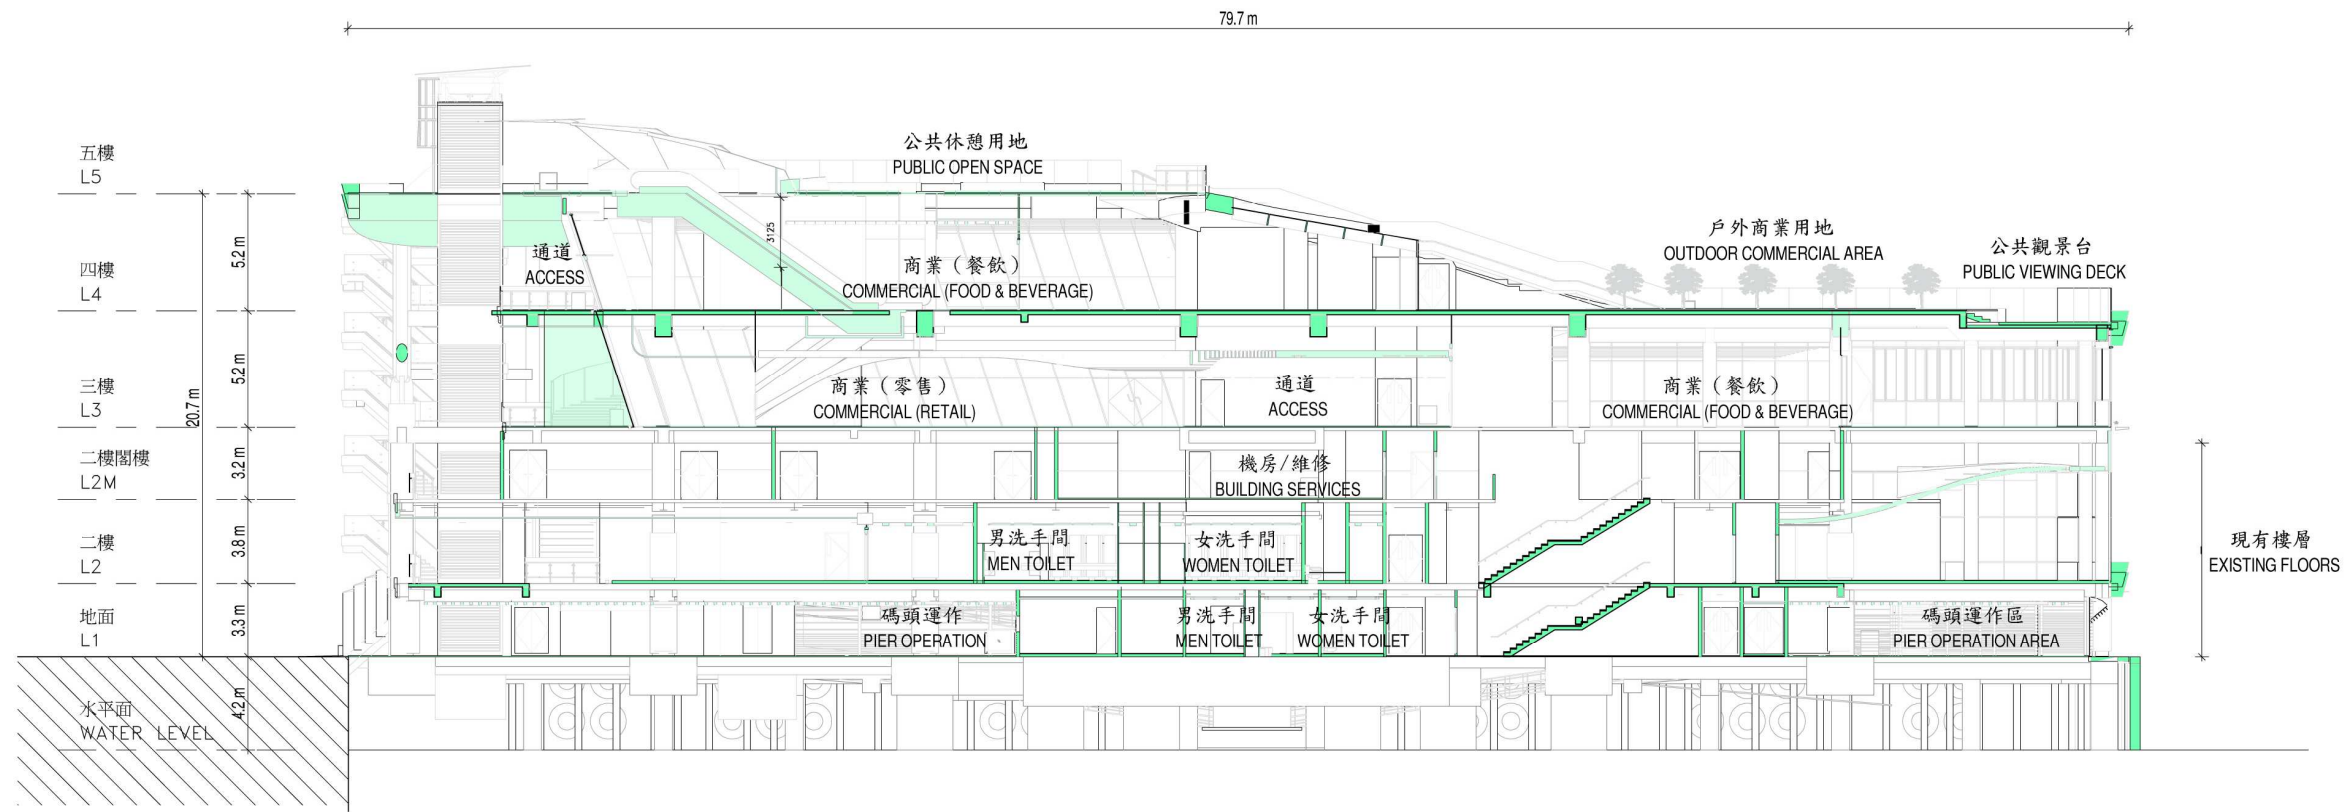 79.7 m
五樓
L5
公共休憩用地
PUBLIC OPEN SPACE
5.2 m
3125
四樓
L4
通道
ACCESS
商業（餐飲）
COMMERCIAL (FOOD & BEVERAGE)
戶外商業用地
OUTDOOR COMMERCIAL AREA
公共觀景台
PUBLIC VIEWING DECK
20.7 m
5.2 m
三樓
L3
商業（零售）
COMMERCIAL (RETAIL)
通道
ACCESS
商業（餐飲）
COMMERCIAL (FOOD & BEVERAGE)
3.2 m
二樓閣樓
L2M
機房/維修
BUILDING SERVICES
3.8 m
二樓
L2
男洗手間
MEN TOILET
女洗手間
WOMEN TOILET
現有樓層
EXISTING FLOORS
3.3 m
地面
L1
碼頭運作
PIER OPERATION
男洗手間
MEN TOILET
女洗手間
WOMEN TOILET
碼頭運作區
PIER OPERATION AREA
4.2 m
水平面
WATER LEVEL